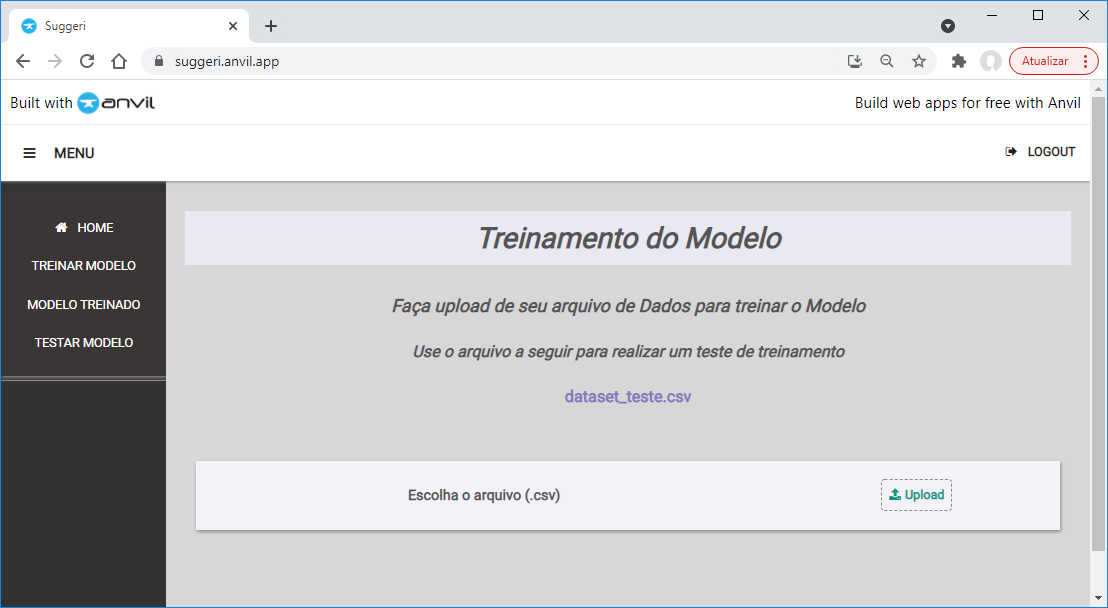 Suggeri
suggeri.anvil.app
Atualizar
Built with anvil
Build web apps for free with Anvil
MENU
LOGOUT
HOME
TREINAR MODELO
MODELO TREINADO
TESTAR MODELO
Treinamento do Modelo
Faça upload de seu arquivo de Dados para treinar o Modelo
Use o arquivo a seguir para realizar um teste de treinamento
dataset_teste.csv
Escolha o arquivo (.csv)
Upload